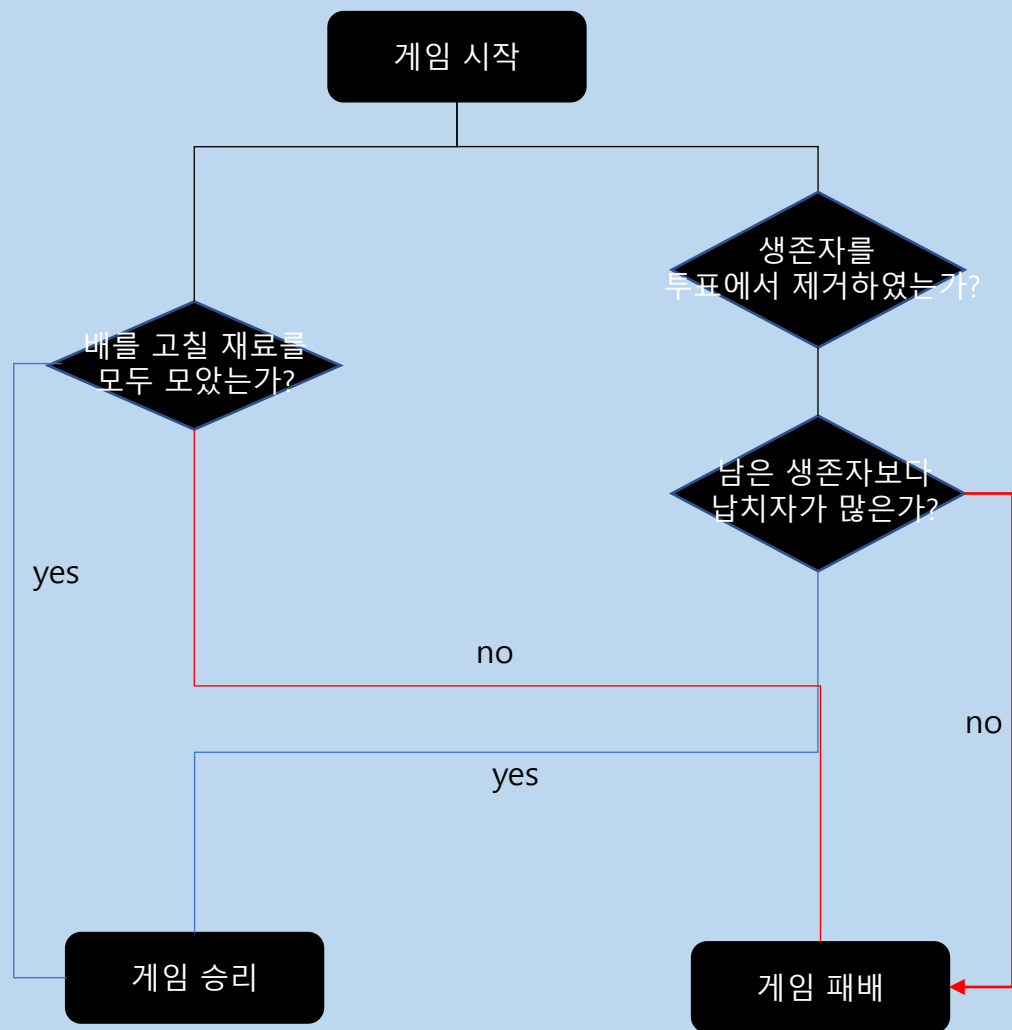 게임 시작
생존자를
투표에서 제거하였는가?
배를 고칠 재료를
모두 모았는가?
남은 생존자보다
납치자가 많은가?
yes
no
no
yes
게임 승리
게임 패배